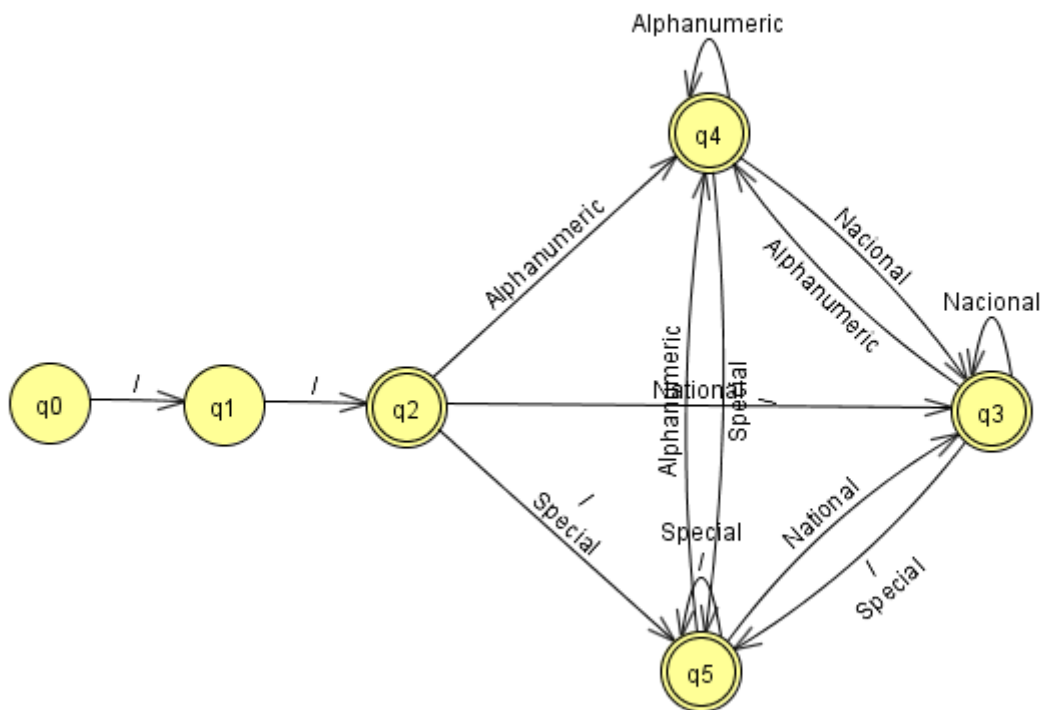 Alphanumeric
q4
Alphanumeric
Nacional
Alphanumeric
Nacional
q0
/
q1
/
q2
National
q3
Alphanumeric
Special
/
/
Special
Special
/
National
/
Special
q5